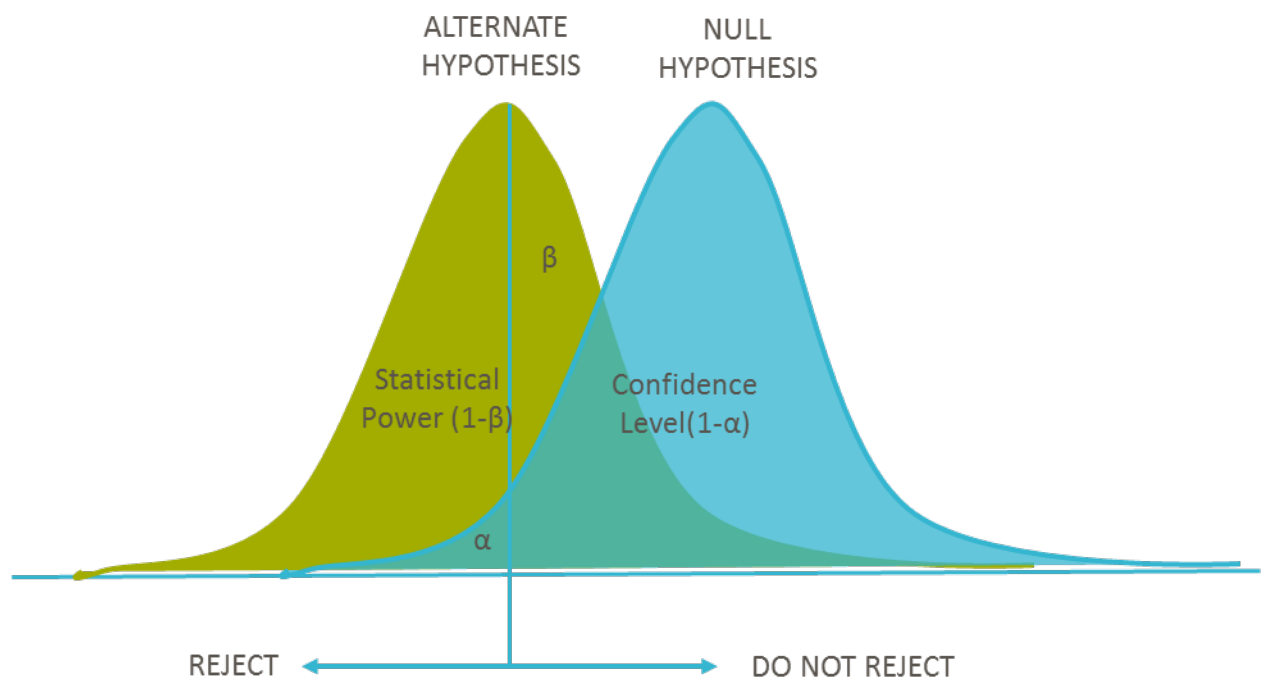 ALTERNATE
HYPOTHESIS
NULL
HYPOTHESIS
β
Statistical
Power (1-β)
Confidence
Level(1-α)
α
REJECT
DO NOT REJECT